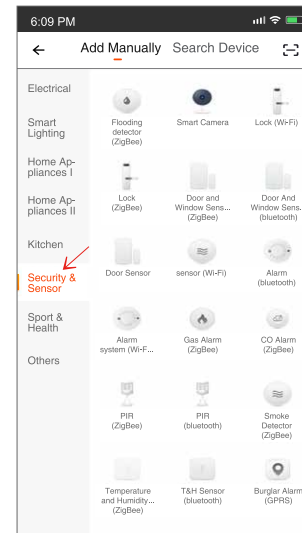 6:09 PM
Add Manually Search Device
Electrical
Smart
Lighting
Home Ap-
pliances I
Home Ap-
pliances II
Kitchen
Security &
Sensor
Sport &
Health
Others
Flooding
detector
(ZigBee)
Smart Camera
Lock (Wi-Fi)
Lock
(ZigBee)
Door and
Window Sens...
(ZigBee)
Door And
Window Sens...
(bluetooth)
Door Sensor
sensor (Wi-Fi)
Alarm
(bluetooth)
Alarm
system (Wi-F...
Gas Alarm
(ZigBee)
CO Alarm
(ZigBee)
PIR
(ZigBee)
PIR
(bluetooth)
Smoke
Detector
(ZigBee)
Temperature
and Humidity...
(ZigBee)
T&H Sensor
(bluetooth)
Burglar Alarm
(GPRS)